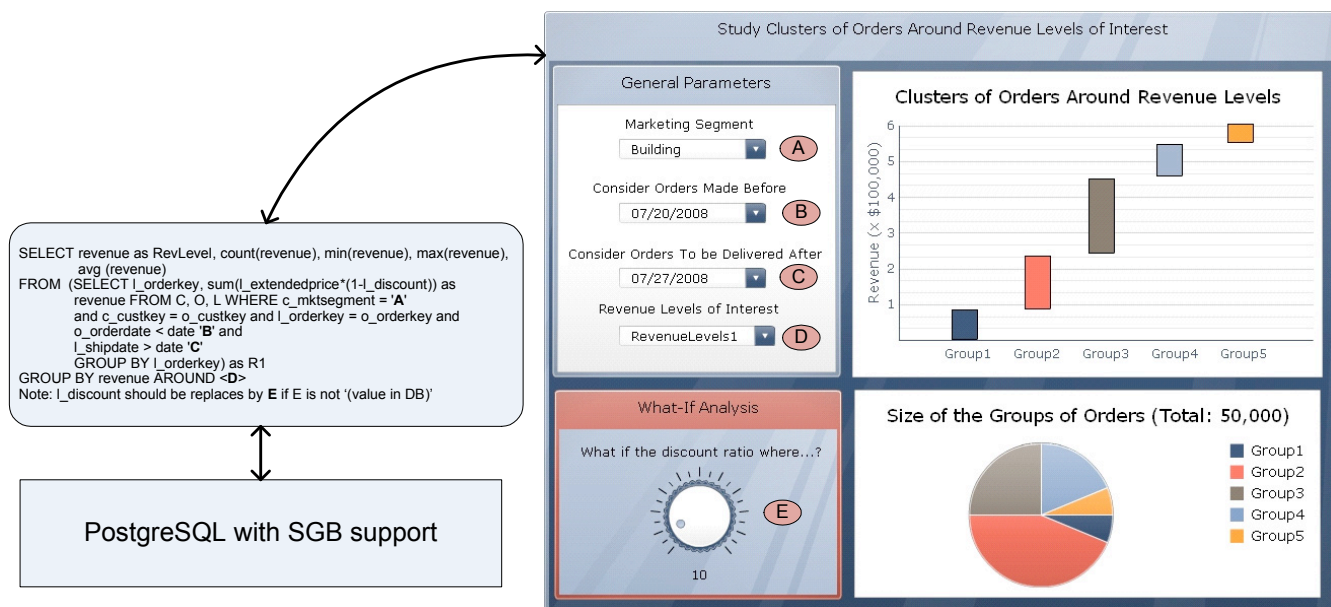 Study Clusters of Orders Around Revenue Levels of Interest
General Parameters
Marketing Segment
Building
A
Consider Orders Made Before
07/20/2008
B
Consider Orders To be Delivered After
07/27/2008
C
Revenue Levels of Interest
RevenueLevels1
D
Clusters of Orders Around Revenue Levels
Revenue (x $100,000)
6
5
4
3
2
1
Group1 Group2 Group3 Group4 Group5
SELECT revenue as RevLevel, count(revenue), min(revenue), max(revenue),
avg (revenue)
FROM (SELECT l_orderkey, sum(l_extendedprice*(1-l_discount)) as
revenue FROM C, O, L WHERE c_mktsegment = 'A'
and c_custkey = o_custkey and l_orderkey = o_orderkey and
o_orderdate < date 'B' and
l_shipdate > date 'C'
GROUP BY l_orderkey) as R1
GROUP BY revenue AROUND <D>
Note: l_discount should be replaces by E if E is not ‘(value in DB)’
PostgreSQL with SGB support
What-If Analysis
What if the discount ratio where...?
E
10
Size of the Groups of Orders (Total: 50,000)
Group1
Group2
Group3
Group4
Group5